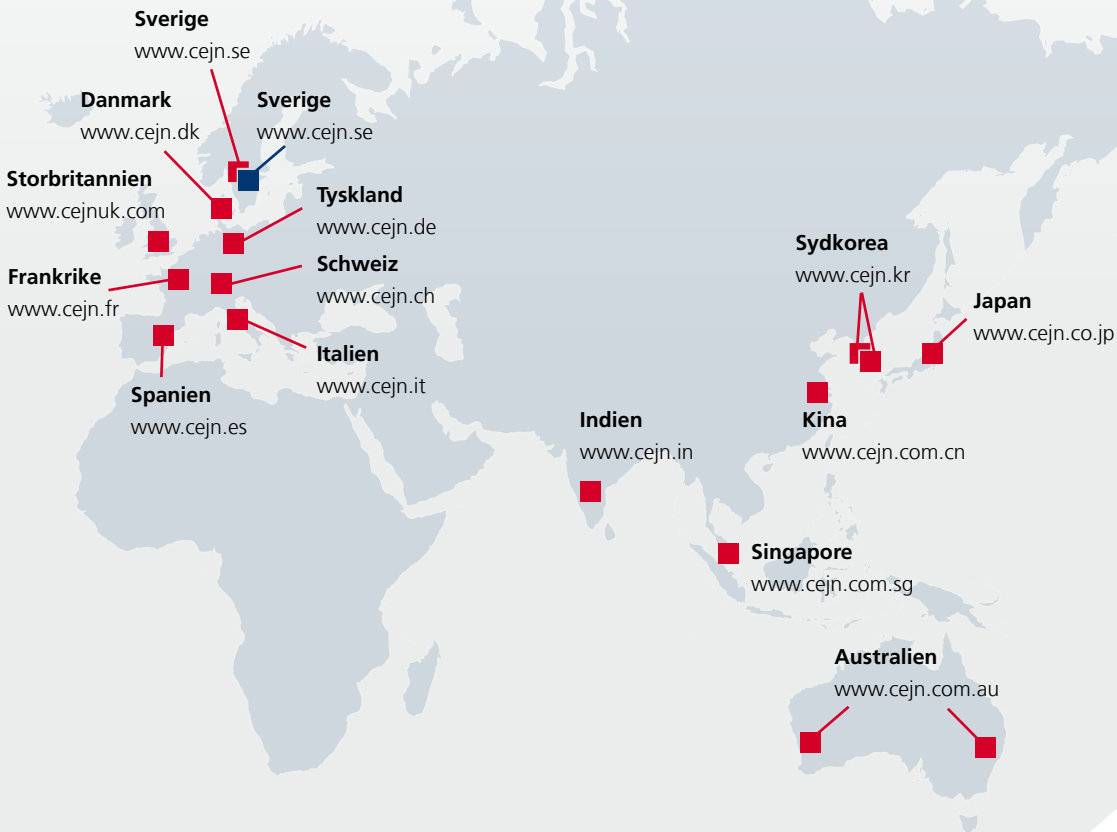 Sverige
www.cejn.se
Danmark
www.cejn.dk
Sverige
www.cejn.se
Storbritannien
www.cejnuk.com
Tyskland
www.cejn.de
Frankrike
www.cejn.fr
Schweiz
www.cejn.ch
Italien
www.cejn.it
Spanien
www.cejn.es
Sydkorea
www.cejn.kr
Japan
www.cejn.co.jp
Indien
www.cejn.in
Kina
www.cejn.com.cn
Singapore
www.cejn.com.sg
Australien
www.cejn.com.au